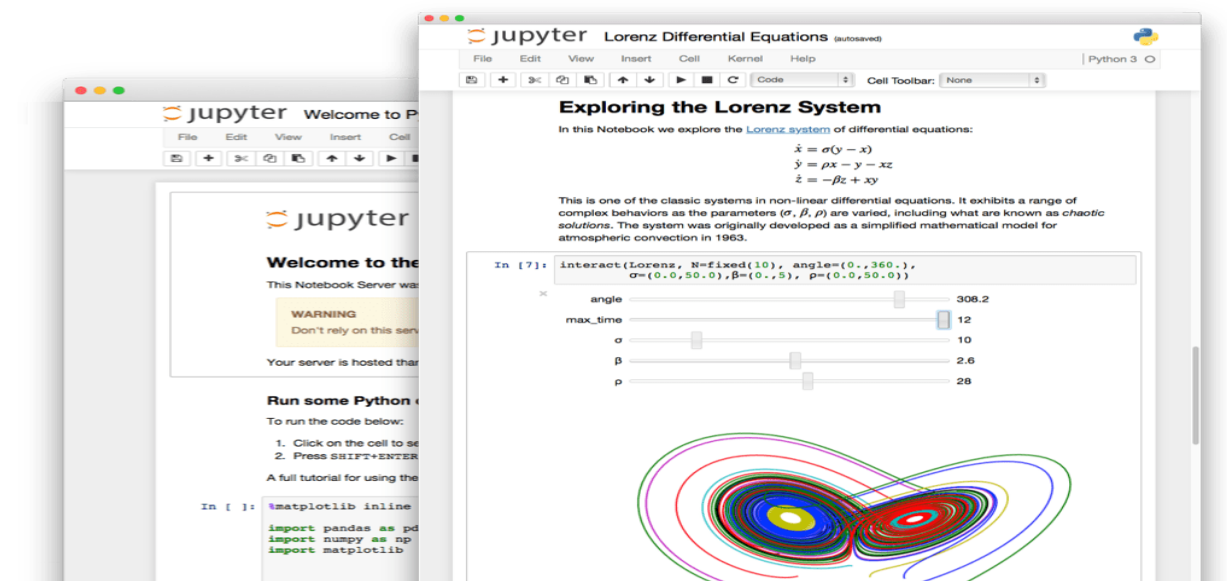 jupyter Lorenz Differential Equations (autosaved)
File Edit View Insert Cell Kernel Help Python 3
Code Cell Toolbar: None
Exploring the Lorenz System
In this Notebook we explore the Lorenz system of differential equations:
ẋ = σ(y − x)
ẏ = ρx − y − xz
ż = −βz + xy
This is one of the classic systems in non-linear differential equations. It exhibits a range of
complex behaviors as the parameters (σ, β, ρ) are varied, including what are known as chaotic
solutions. The system was originally developed as a simplified mathematical model for
atmospheric convection in 1963.
In [7]: interact(Lorenz, N=fixed(10), angle=(0.,360.),
σ=(0.0,50.0),β=(0.,5), ρ=(0.0,50.0))
angle 308.2
max_time 12
σ 10
β 2.6
ρ 28
jupyter Welcome to P
File Edit View Insert Cell
jupyter
Welcome to the
This Notebook Server was
WARNING
Don't rely on this serv
Your server is hosted than
Run some Python
To run the code below:
1. Click on the cell to se
2. Press SHIFT+ENTER
A full tutorial for using the
In [ ]: %matplotlib inline
import pandas as pd
import numpy as np
import matplotlib